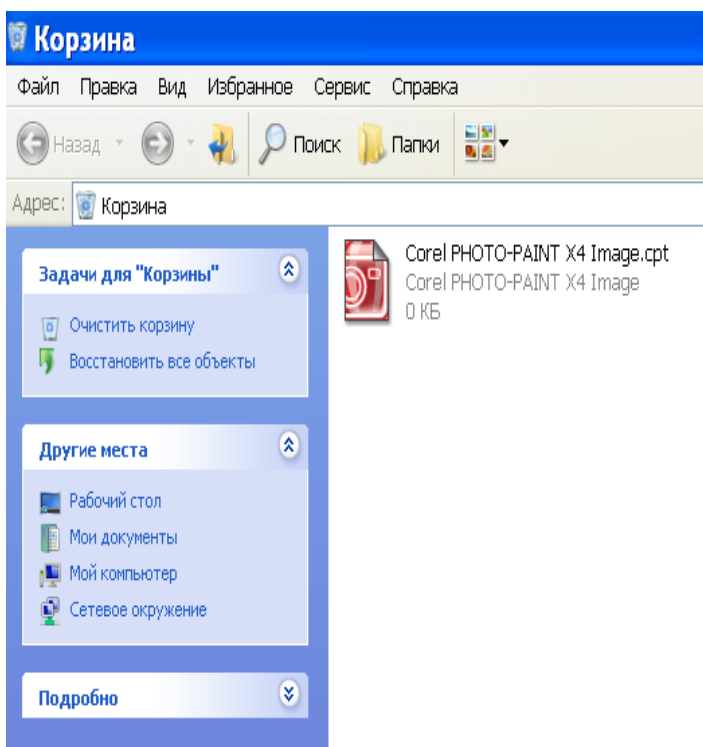 Корзина
Файл Правка Вид Избранное Сервис Справка
Назад Поиск Папки
Адрес: Корзина
Задачи для "Корзины"
Очистить корзину
Восстановить все объекты
Другие места
Рабочий стол
Мои документы
Мой компьютер
Сетевое окружение
Подробно
Corel PHOTO-PAINT X4 Image.cpt
Corel PHOTO-PAINT X4 Image
0 КБ